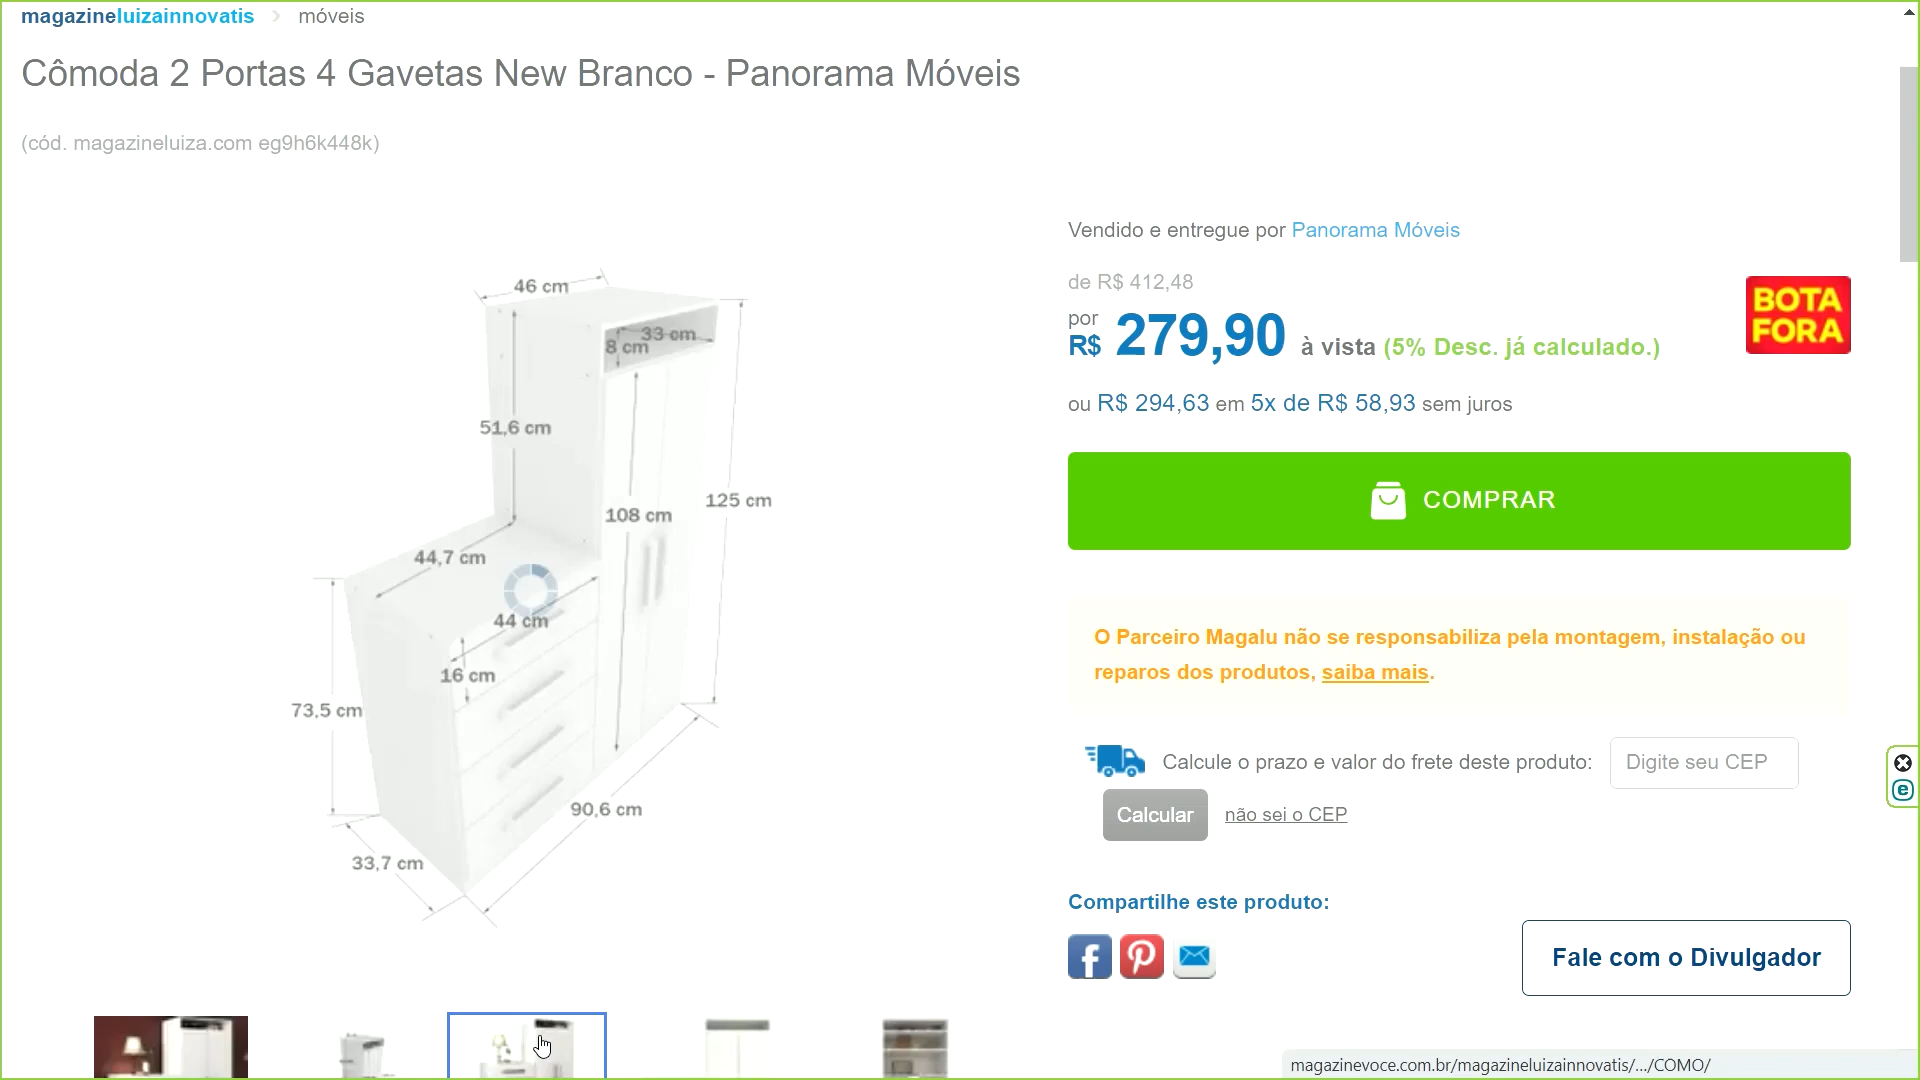 magazineluizainnovatis > móveis
Cômoda 2 Portas 4 Gavetas New Branco - Panorama Móveis
(cód. magazineluiza.com eg9h6k448k)
Vendido e entregue por Panorama Móveis
de R$ 412,48
por
R$ 279,90 à vista (5% Desc. já calculado.)
BOTA
FORA
ou R$ 294,63 em 5x de R$ 58,93 sem juros
COMPRAR
O Parceiro Magalu não se responsabiliza pela montagem, instalação ou
reparos dos produtos, saiba mais.
Calcule o prazo e valor do frete deste produto: Digite seu CEP
Calcular não sei o CEP
Compartilhe este produto:
Fale com o Divulgador
46 cm
33 cm
8 cm
51,6 cm
125 cm
108 cm
44,7 cm
44 cm
16 cm
73,5 cm
90,6 cm
33,7 cm
magazinevoce.com.br/magazineluizainnovatis/.../COMO/